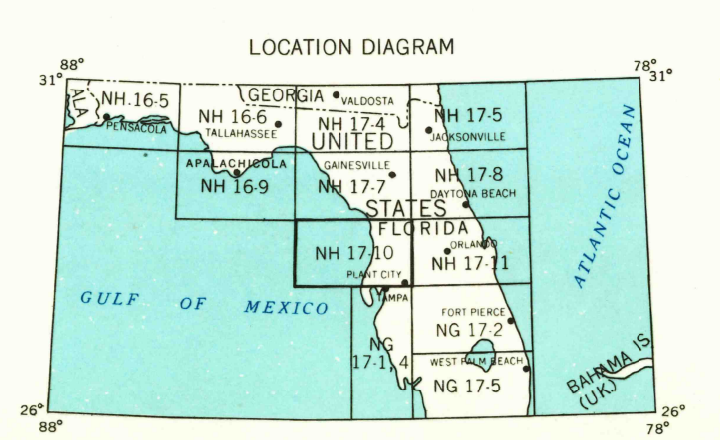 LOCATION DIAGRAM
88°
78°
31°
31°
ALA
NH.16-5
PENSACOLA
NH 16-6
TALLAHASSEE
GEORGIA
VALDOSTA
NH 17-4
UNITED
NH 17-5
JACKSONVILLE
APALACHICOLA
NH 16-9
GAINESVILLE
NH 17-7
NH 17-8
DAYTONA BEACH
STATES
FLORIDA
NH 17-10
PLANT CITY
ORLANDO
NH 17-11
TAMPA
ATLANTIC OCEAN
GULF OF MEXICO
FORT PIERCE
NG 17-2
NG
17-1, 4
WEST PALM BEACH
NG 17-5
BAHAMA IS
(UK.)
26°
88°
26°
78°